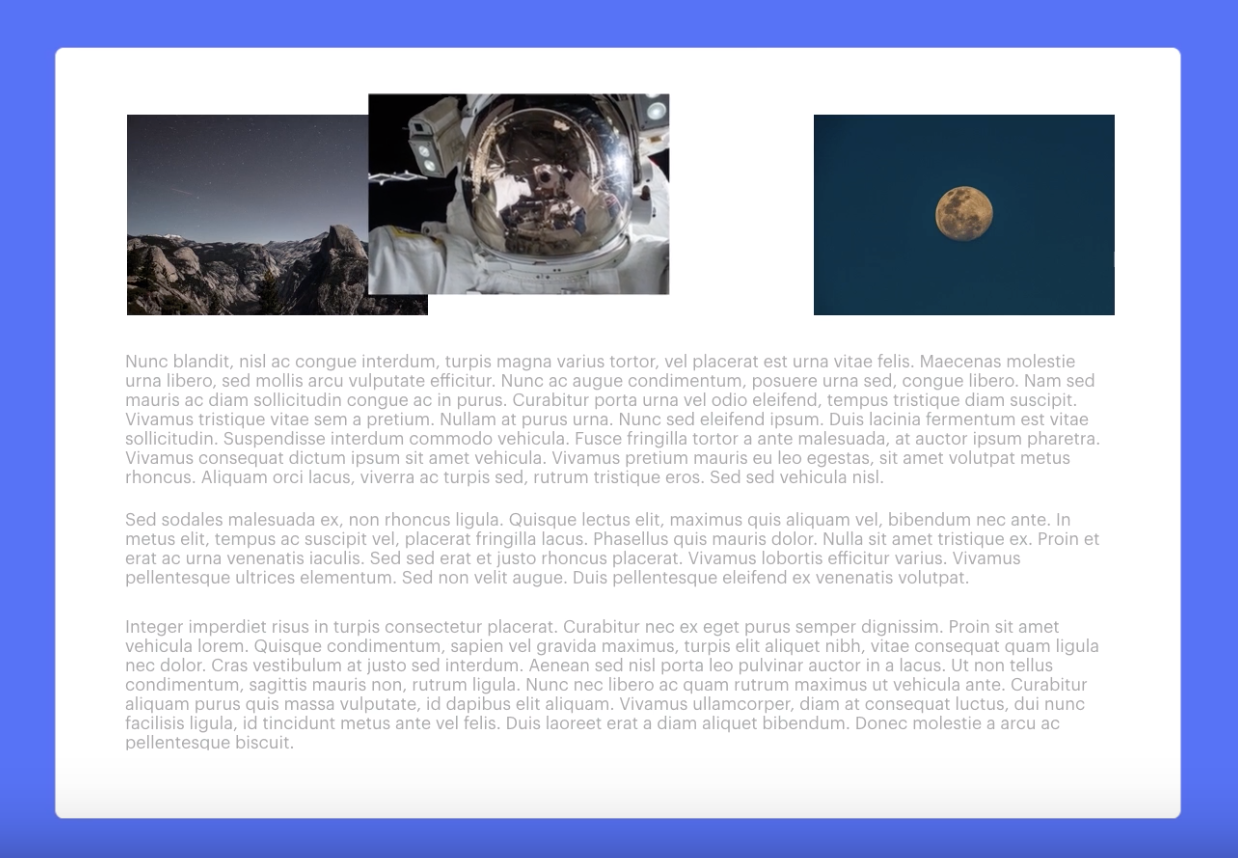 Nunc blandit, nisl ac congue interdum, turpis magna varius tortor, vel placerat est urna vitae felis. Maecenas molestie
urna libero, sed mollis arcu vulputate efficitur. Nunc ac augue condimentum, posuere urna sed, congue libero. Nam sed
mauris ac diam sollicitudin congue ac in purus. Curabitur porta urna vel odio eleifend, tempus tristique diam suscipit.
Vivamus tristique vitae sem a pretium. Nullam at purus urna. Nunc sed eleifend ipsum. Duis lacinia fermentum est vitae
sollicitudin. Suspendisse interdum commodo vehicula. Fusce fringilla tortor a ante malesuada, at auctor ipsum pharetra.
Vivamus consequat dictum ipsum sit amet vehicula. Vivamus pretium mauris eu leo egestas, sit amet volutpat metus
rhoncus. Aliquam orci lacus, viverra ac turpis sed, rutrum tristique eros. Sed sed vehicula nisl.
Sed sodales malesuada ex, non rhoncus ligula. Quisque lectus elit, maximus quis aliquam vel, bibendum nec ante. In
metus elit, tempus ac suscipit vel, placerat fringilla lacus. Phasellus quis mauris dolor. Nulla sit amet tristique ex. Proin et
erat ac urna venenatis iaculis. Sed sed erat et justo rhoncus placerat. Vivamus lobortis efficitur varius. Vivamus
pellentesque ultrices elementum. Sed non velit augue. Duis pellentesque eleifend ex venenatis volutpat.
Integer imperdiet risus in turpis consectetur placerat. Curabitur nec ex eget purus semper dignissim. Proin sit amet
vehicula lorem. Quisque condimentum, sapien vel gravida maximus, turpis elit aliquet nibh, vitae consequat quam ligula
nec dolor. Cras vestibulum at justo sed interdum. Aenean sed nisl porta leo pulvinar auctor in a lacus. Ut non tellus
condimentum, sagittis mauris non, rutrum ligula. Nunc nec libero ac quam rutrum maximus ut vehicula ante. Curabitur
aliquam purus quis massa vulputate, id dapibus elit aliquam. Vivamus ullamcorper, diam at consequat luctus, dui nunc
facilisis ligula, id tincidunt metus ante vel felis. Duis laoreet erat a diam aliquet bibendum. Donec molestie a arcu ac
pellentesque biscuit.